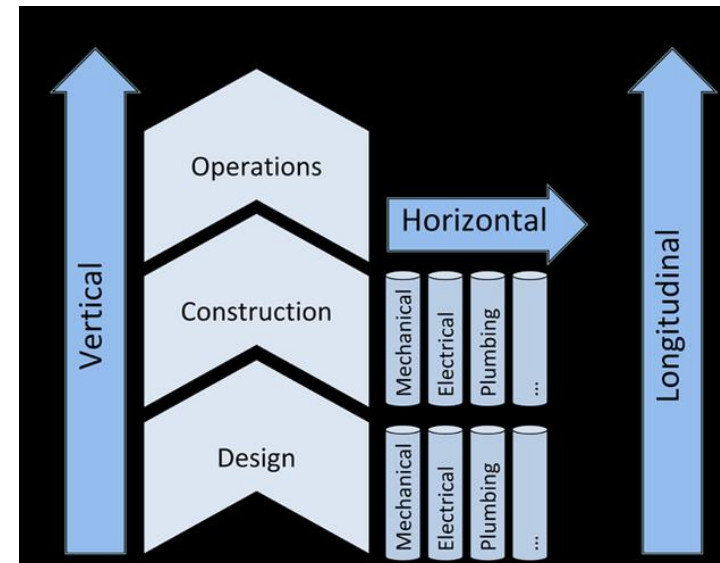 Vertical
Operations
Construction
Design
Horizontal
Mechanical
Electrical
Plumbing
...
Mechanical
Electrical
Plumbing
...
Longitudinal